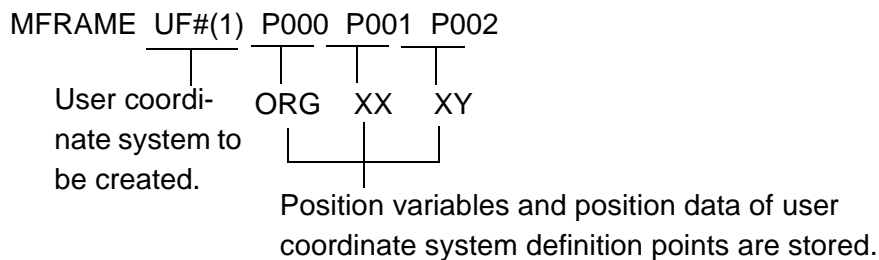 MFRAME UF#(1) P000 P001 P002
User coordi-
nate system to
be created.
ORG XX XY
Position variables and position data of user
coordinate system definition points are stored.